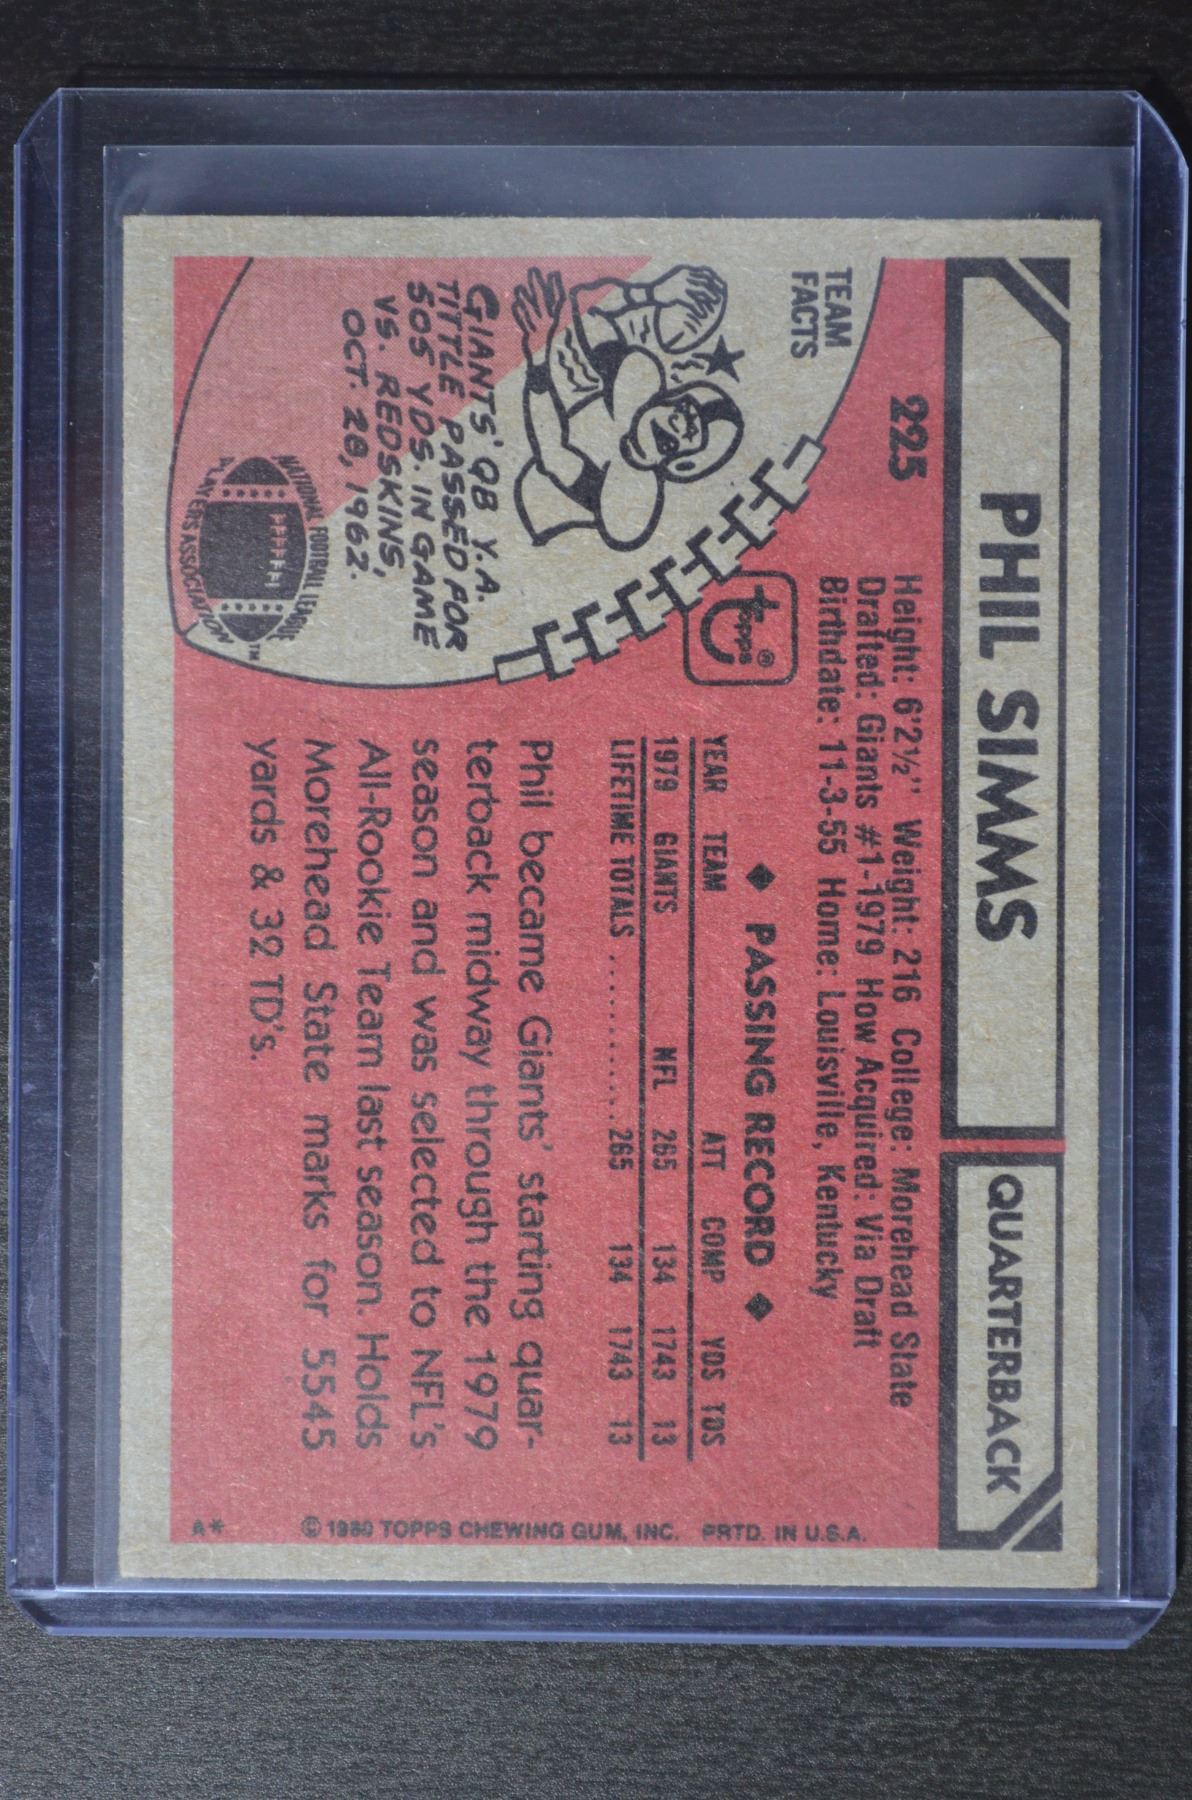 PHIL SIMMS
QUARTERBACK
225
Height: 6'2½" Weight: 216 College: Morehead State
Drafted: Giants #1-1979 How Acquired: Via Draft
Birthdate: 11-3-55 Home: Louisville, Kentucky
TEAM
FACTS
GIANTS' QB Y.A.
TITTLE PASSED FOR
505 YDS. IN GAME
VS. REDSKINS,
OCT. 28, 1962.
NATIONAL FOOTBALL LEAGUE
PLAYERS ASSOCIATION
TM
topps®
PASSING RECORD
YEAR TEAM ATT COMP YDS TDS
1979 GIANTS NFL 265 134 1743 13
LIFETIME TOTALS ............ 265 134 1743 13
Phil became Giants' starting quar-
terback midway through the 1979
season and was selected to NFL's
All-Rookie Team last season. Holds
Morehead State marks for 5545
yards & 32 TD's.
A* © 1980 TOPPS CHEWING GUM, INC. PRTD. IN U.S.A.